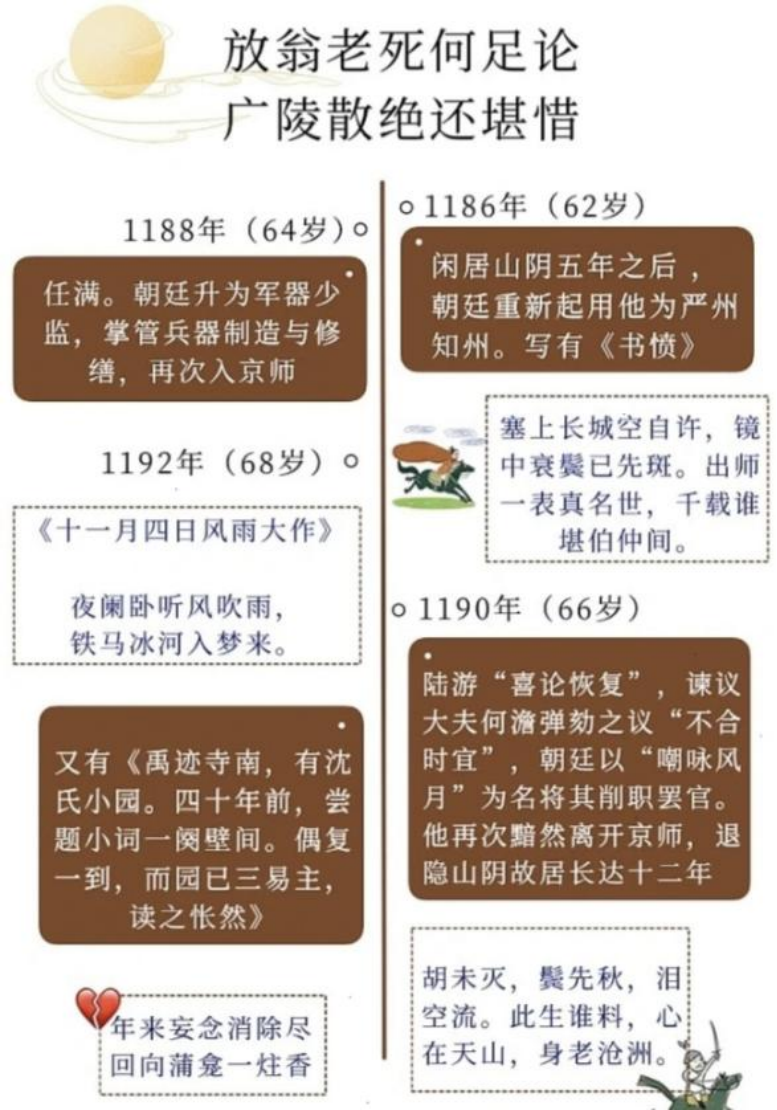 放翁老死何足论
广陵散绝还堪惜
1186年（62岁）
闲居山阴五年之后，
朝廷重新起用他为严州
知州。写有《书愤》
塞上长城空自许，镜
中衰鬓已先斑。出师
一表真名世，千载谁
堪伯仲间。
1188年（64岁）
任满。朝廷升为军器少
监，掌管兵器制造与修
缮，再次入京师
1190年（66岁）
陆游“喜论恢复”，谏议
大夫何澹弹劾之议“不合
时宜”，朝廷以“嘲咏风
月”为名将其削职罢官。
他再次黯然离开京师，退
隐山阴故居长达十二年
胡未灭，鬓先秋，泪
空流。此生谁料，心
在天山，身老沧洲。
1192年（68岁）
《十一月四日风雨大作》
夜阑卧听风吹雨，
铁马冰河入梦来。
又有《禹迹寺南，有沈
氏小园。四十年前，尝
题小词一阕壁间。偶复
一到，而园已三易主，
读之怅然》
年来妄念消除尽
回向蒲龛一炷香